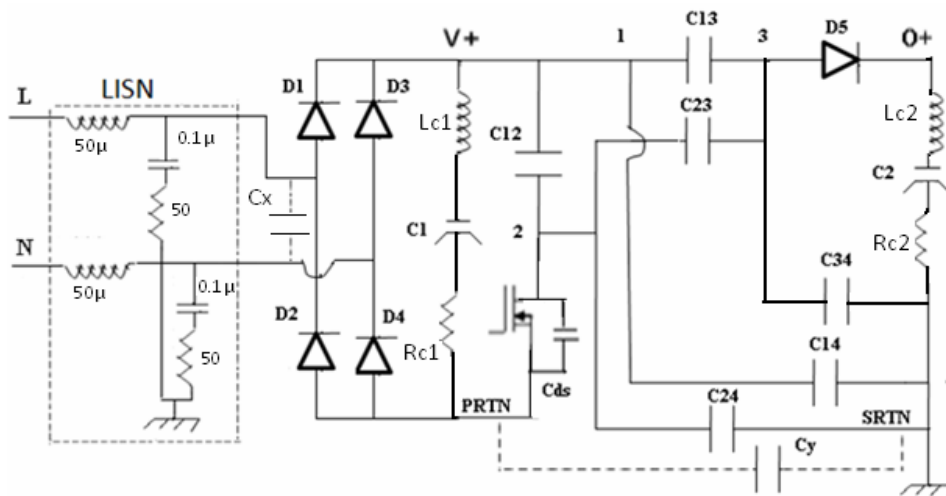 V+
1
C13
3
D5
O+
L
LISN
D1
D3
50μ
0.1μ
Lc1
C12
C23
Lc2
50
Cx
C2
N
C1
2
Rc2
50μ
0.1μ
C34
D2
D4
50
Rc1
C14
Cds
C24
PRTN
SRTN
Cy